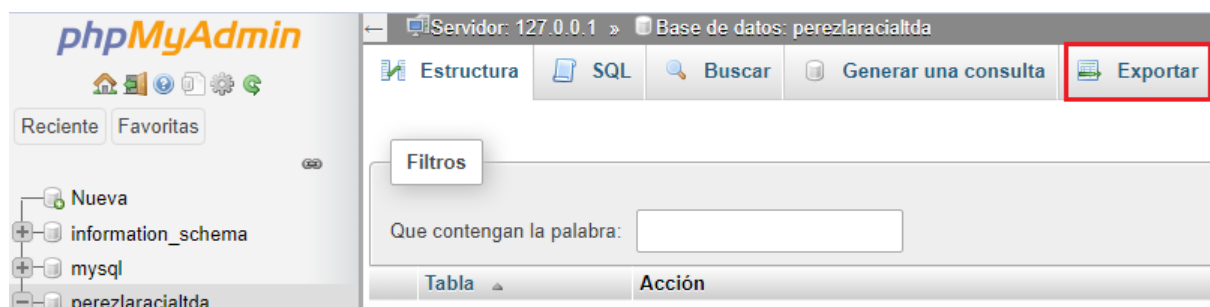 phpMyAdmin
Reciente Favoritas
Nueva
information_schema
mysql
perezlaracialtda
Servidor: 127.0.0.1 » Base de datos: perezlaracialtda
Estructura SQL Buscar Generar una consulta Exportar
Filtros
Que contengan la palabra:
Tabla Acción